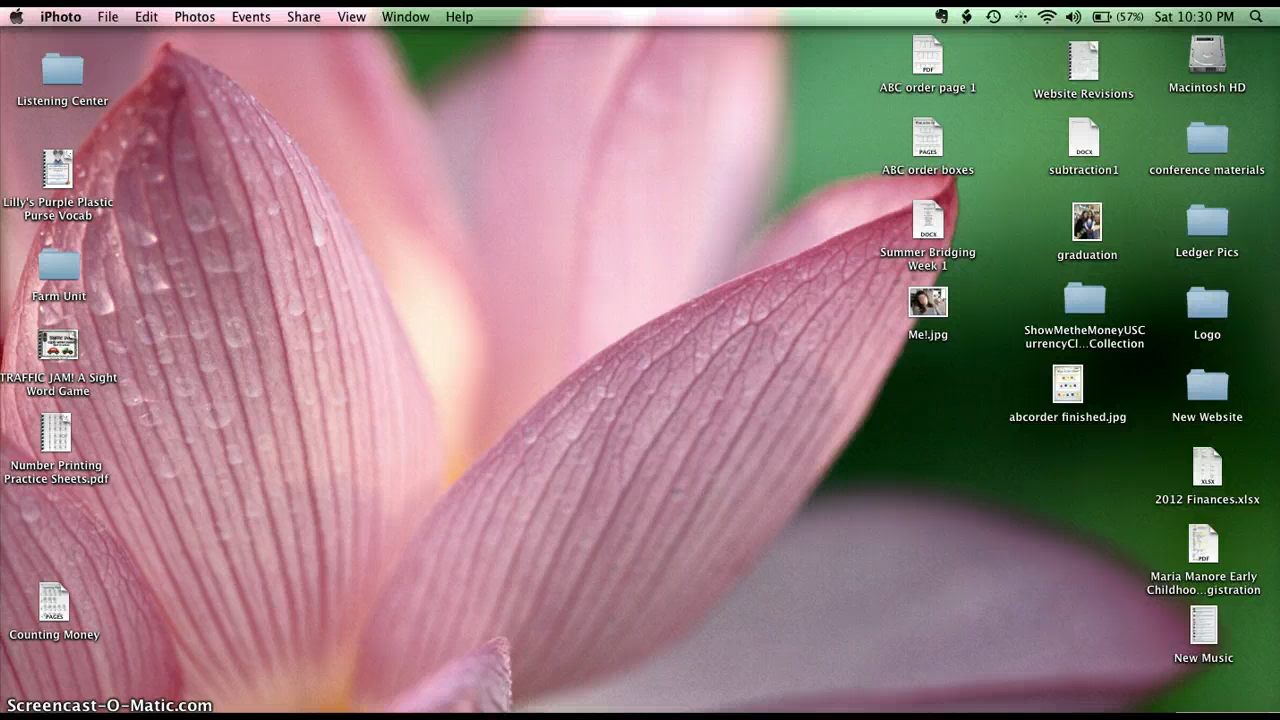 iPhoto File Edit Photos Events Share View Window Help (57%) Sat 10:30 PM
Listening Center
Lilly's Purple Plastic
Purse Vocab
Farm Unit
TRAFFIC JAM! A Sight
Word Game
Number Printing
Practice Sheets.pdf
PAGES
Counting Money
PDF
ABC order page 1
PAGES
ABC order boxes
DOCX
Summer Bridging
Week 1
Me!.jpg
Website Revisions
DOCX
subtraction1
graduation
ShowMetheMoneyUSC
urrencyCl...Collection
abcorder finished.jpg
Macintosh HD
conference materials
Ledger Pics
Logo
New Website
XLSX
2012 Finances.xlsx
PDF
Maria Manore Early
Childhoo...gistration
New Music
Screencast-O-Matic.com